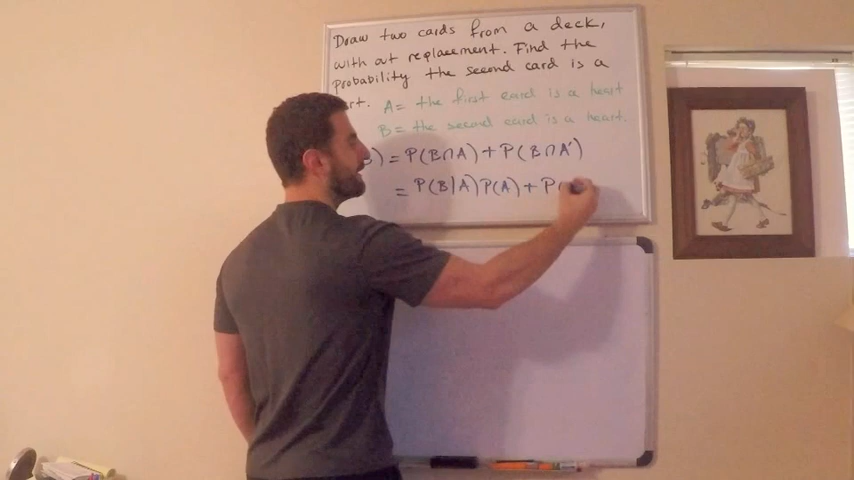 Draw two cards from a deck,
with out replacement. Find the
probability the second card is a
rt. A = the first card is a heart
B = the second card is a heart.
) = P(B∩A) + P(B∩A')
= P(B|A)P(A) + P(